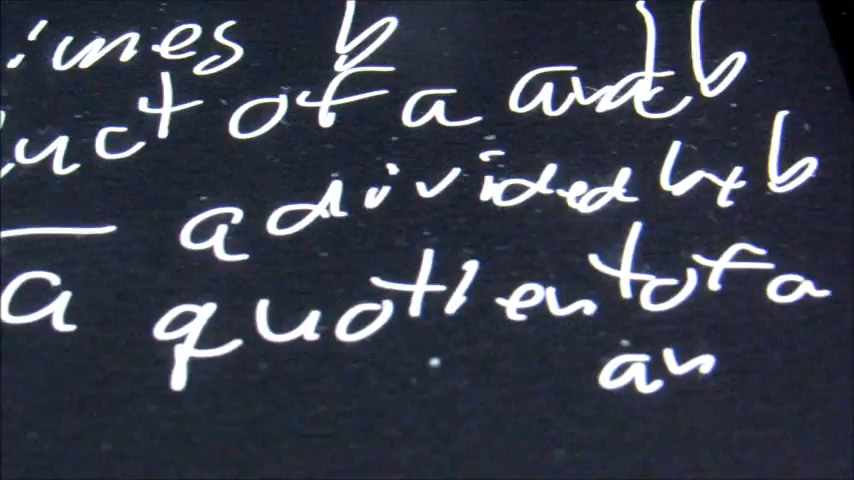 imes b
uct of a and b
a divided by b
a quotient of a
an